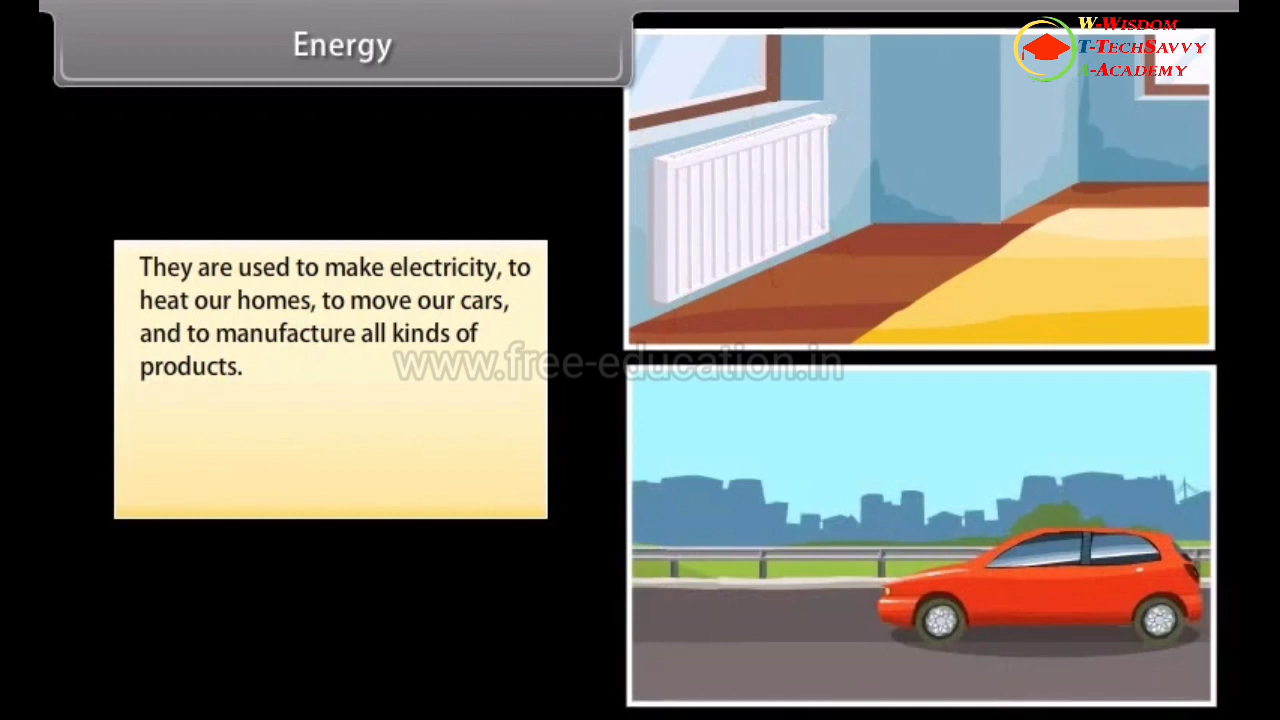 Energy
W-Wisdom
T-TechSavvy
A-Academy
They are used to make electricity, to
heat our homes, to move our cars,
and to manufacture all kinds of
products.
www.free-education.in